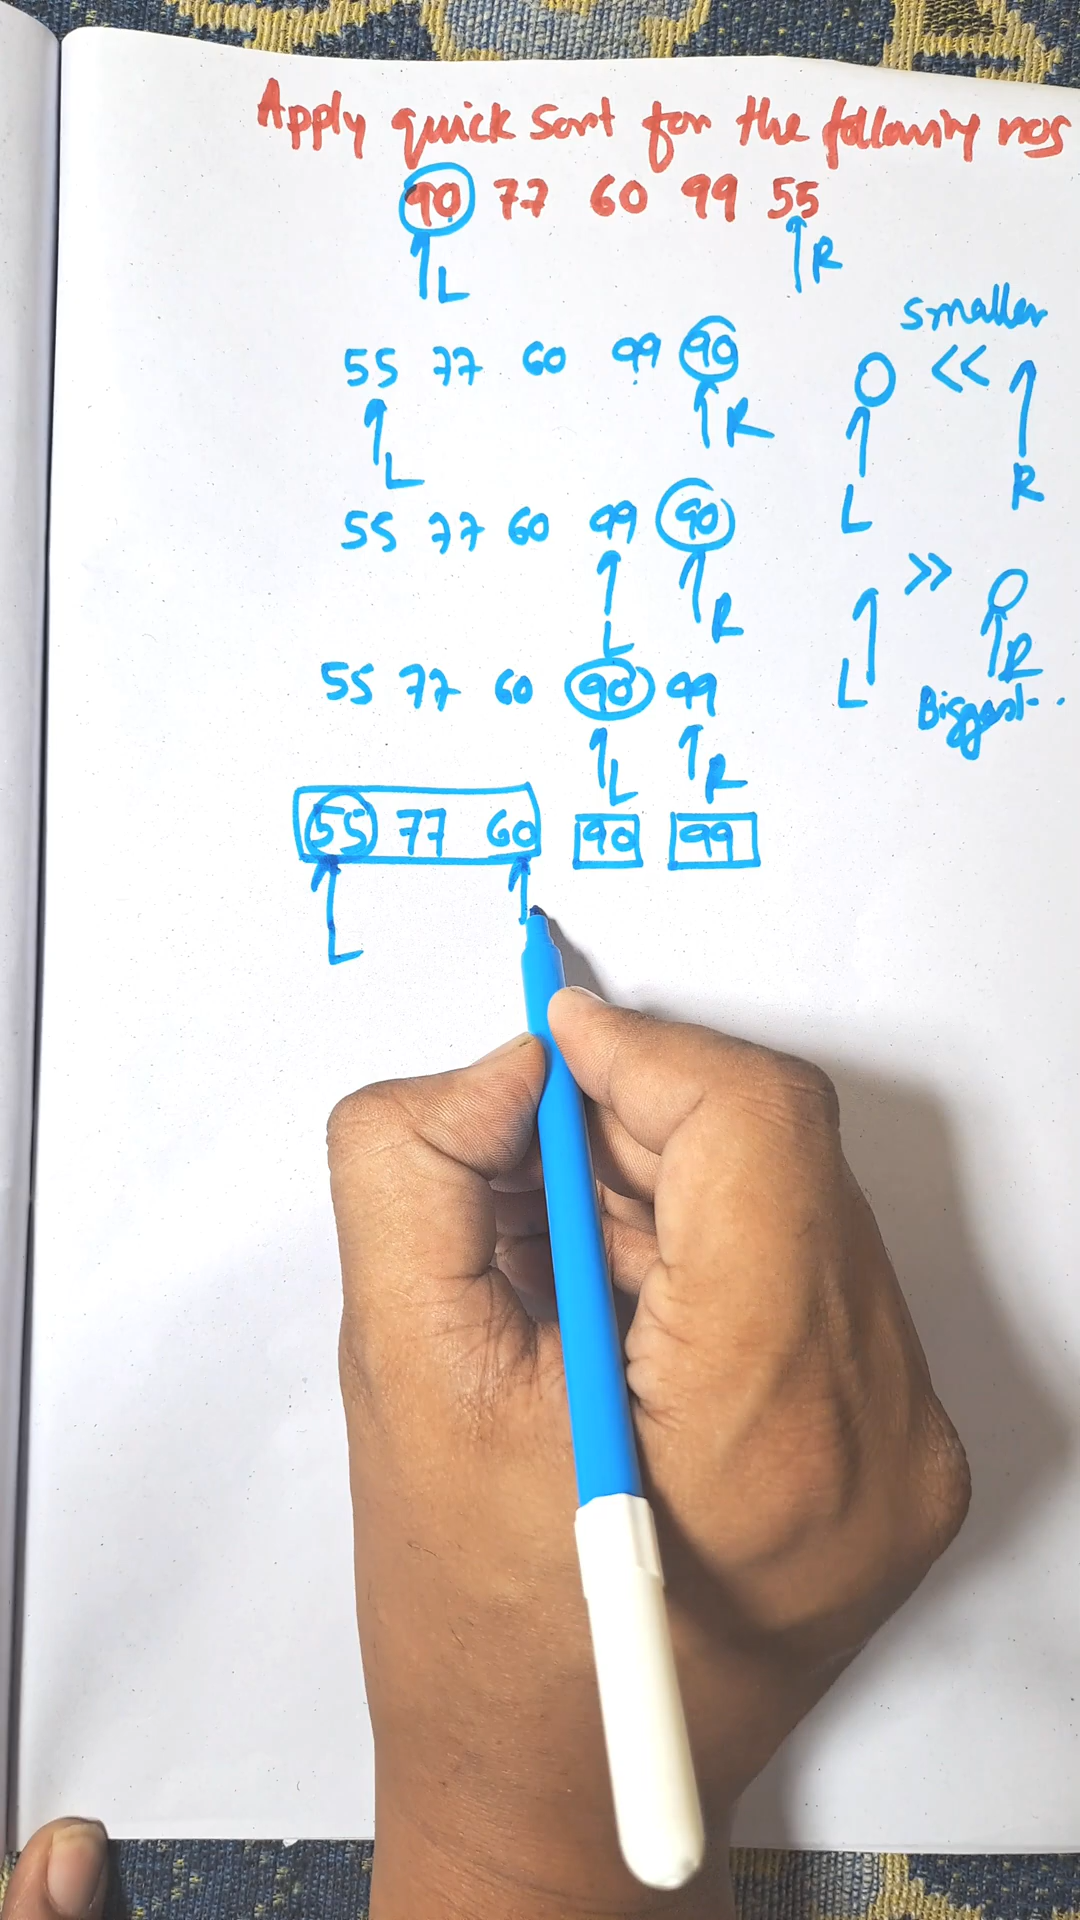 Apply quick sort for the following nos
90 77 60 99 55
L R
smaller
55 77 60 99 90 O <<
L R
L R
55 77 60 99 90
L R
>> O
L R
Biggest..
55 77 60 90 99
L R
55 77 60 90 99
L